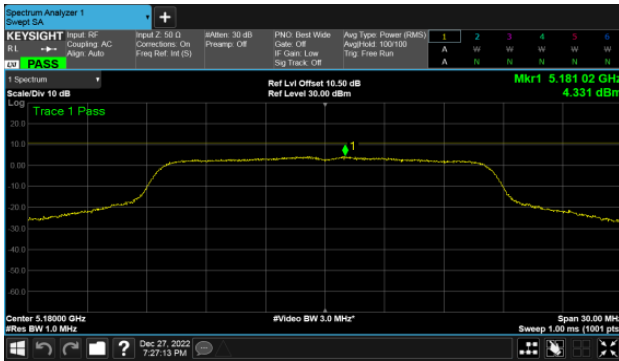 Spectrum Analyzer 1
Swept SA
KEYSIGHT Input: RF Input Z: 50 Ω #Atten: 30 dB PNO: Best Wide Avg Type: Power (RMS) 1 2 3 4 5 6
RL Coupling: AC Corrections: On Preamp: Off Gate: Off Avg|Hold: 100/100 A W W W W W
Align: Auto Freq Ref: Int (S) IF Gain: Low Trig: Free Run A N N N N N
LXI PASS Sig Track: Off
1 Spectrum
Ref Lvl Offset 10.50 dB Mkr1 5.181 02 GHz
Scale/Div 10 dB Ref Level 30.00 dBm 4.331 dBm
Log Trace 1 Pass
20.0
10.0
1
0.00
-10.0
-20.0
-30.0
-40.0
-50.0
-60.0
Center 5.18000 GHz #Video BW 3.0 MHz* Span 30.00 MHz
#Res BW 1.0 MHz Sweep 1.00 ms (1001 pts)
Dec 27, 2022
7:27:13 PM